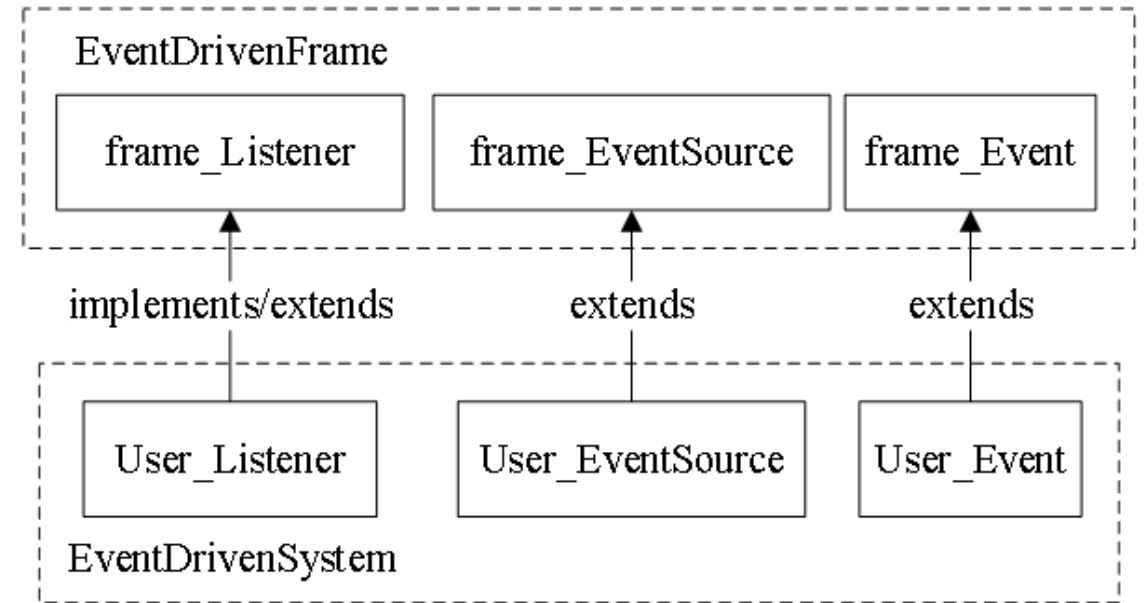 EventDrivenFrame
frame_Listener
frame_EventSource
frame_Event
implements/extends
extends
extends
User_Listener
User_EventSource
User_Event
EventDrivenSystem